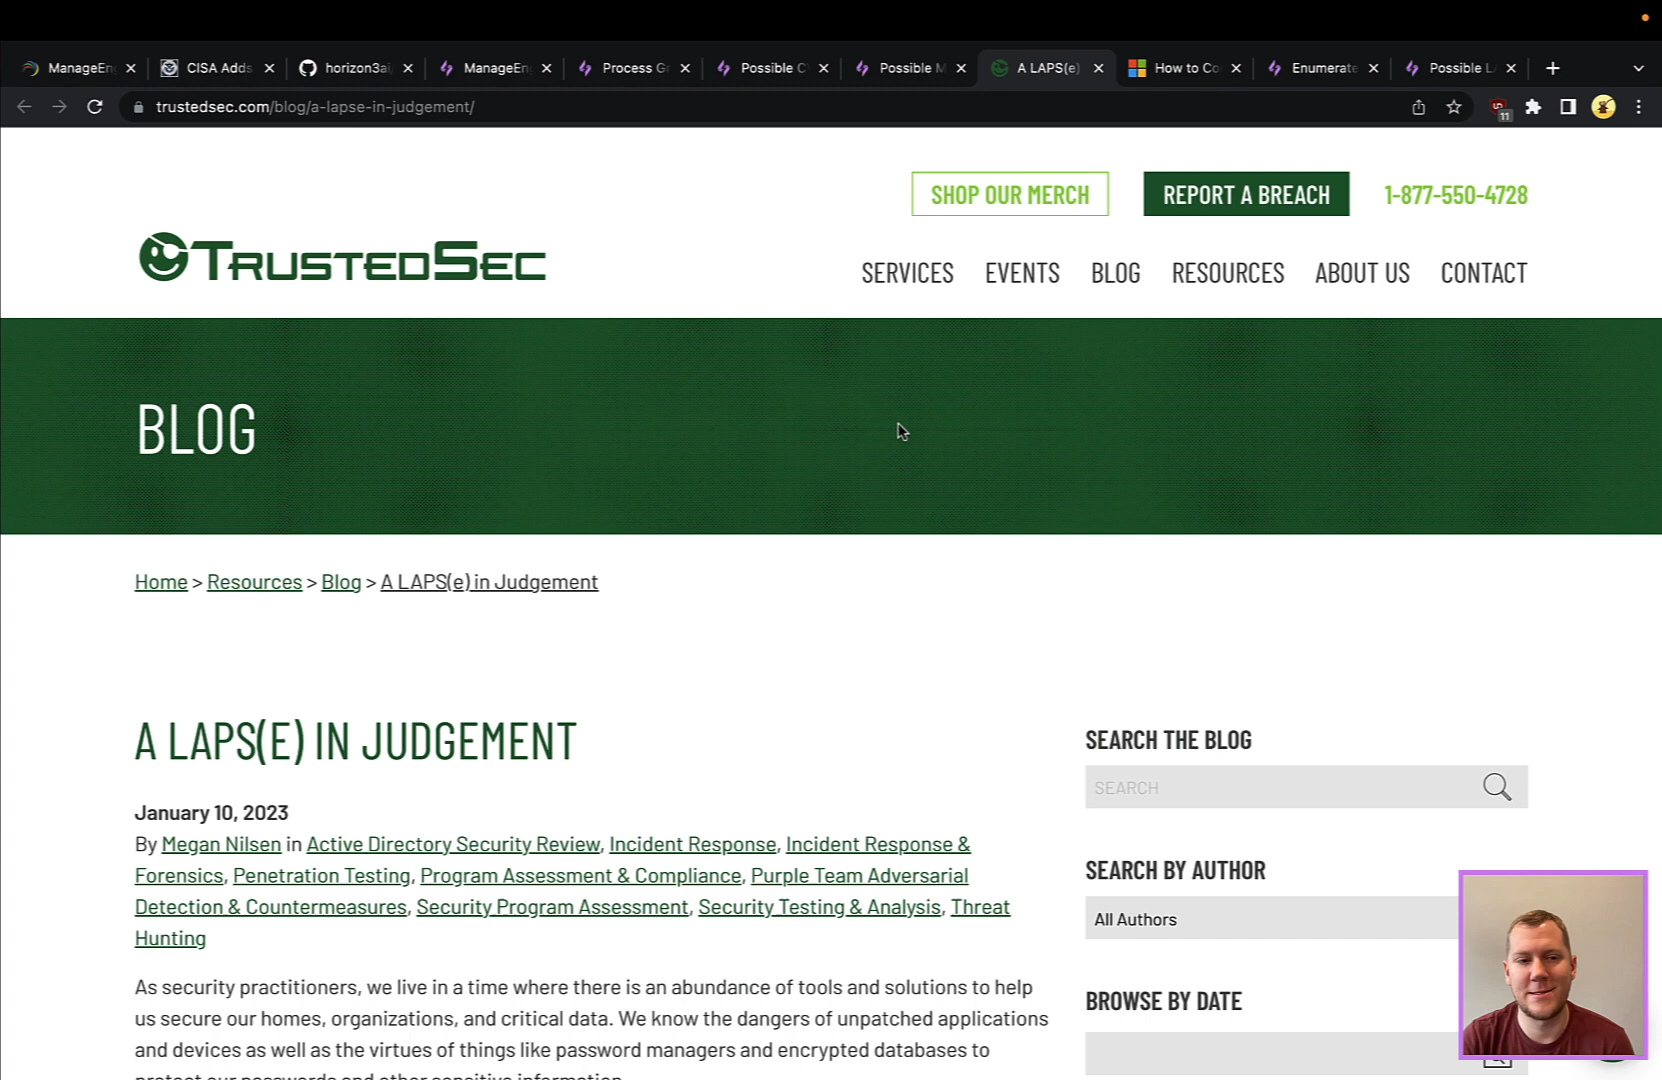 ManageEn
CISA Adds
horizon3ai
ManageEn
Process Gr
Possible C
Possible M
A LAPS(e)
How to Co
Enumerate
Possible L
trustedsec.com/blog/a-lapse-in-judgement/
11
SHOP OUR MERCH
REPORT A BREACH
1-877-550-4728
TRUSTEDSEC
SERVICES
EVENTS
BLOG
RESOURCES
ABOUT US
CONTACT
BLOG
Home > Resources > Blog > A LAPS(e) in Judgement
A LAPS(E) IN JUDGEMENT
January 10, 2023
By Megan Nilsen in Active Directory Security Review, Incident Response, Incident Response &
Forensics, Penetration Testing, Program Assessment & Compliance, Purple Team Adversarial
Detection & Countermeasures, Security Program Assessment, Security Testing & Analysis, Threat
Hunting
As security practitioners, we live in a time where there is an abundance of tools and solutions to help
us secure our homes, organizations, and critical data. We know the dangers of unpatched applications
and devices as well as the virtues of things like password managers and encrypted databases to
protect our passwords and other sensitive information.
SEARCH THE BLOG
SEARCH
SEARCH BY AUTHOR
All Authors
BROWSE BY DATE